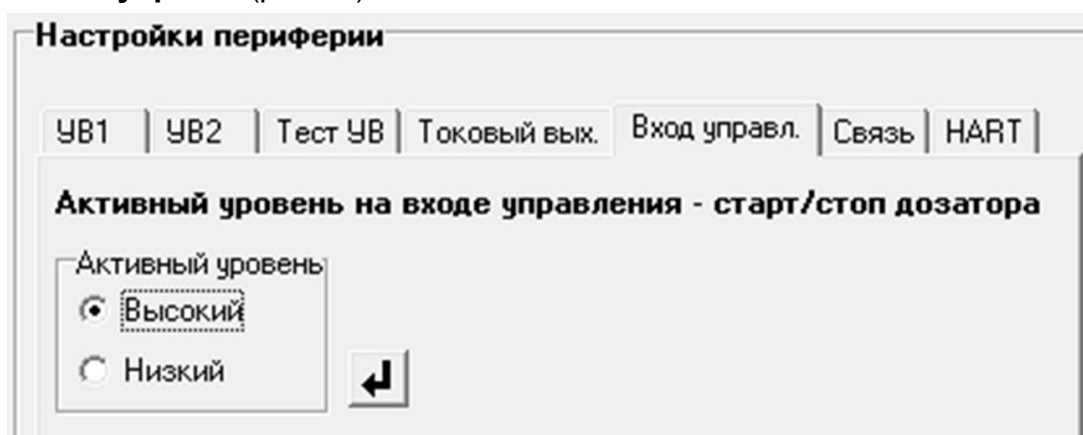 Настройки периферии
УВ1 УВ2 Тест УВ Токовый вых. Вход управл. Связь HART
Активный уровень на входе управления - старт/стоп дозатора
Активный уровень
Высокий
Низкий